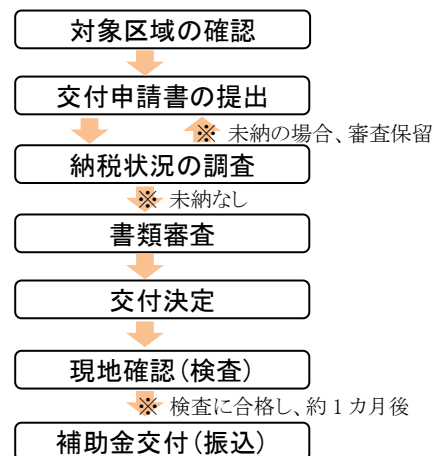 対象区域の確認
交付申請書の提出
※ 未納の場合、審査保留
納税状況の調査
※ 未納なし
書類審査
交付決定
現地確認(検査)
※ 検査に合格し、約１カ月後
補助金交付(振込)